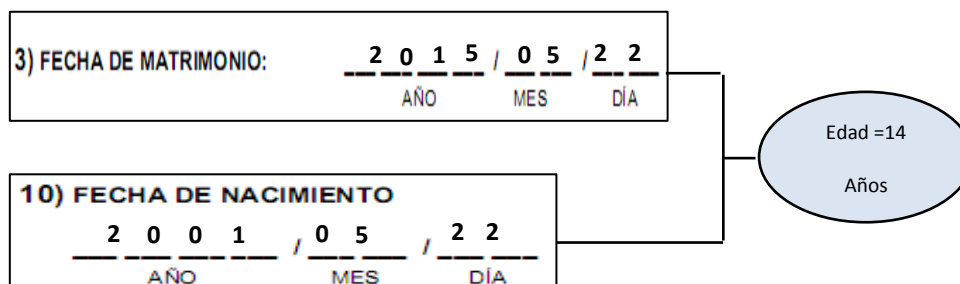 3) FECHA DE MATRIMONIO: 2 0 1 5 / 0 5 / 2 2
AÑO MES DÍA
Edad =14
Años
10) FECHA DE NACIMIENTO
2 0 0 1 / 0 5 / 2 2
AÑO MES DÍA